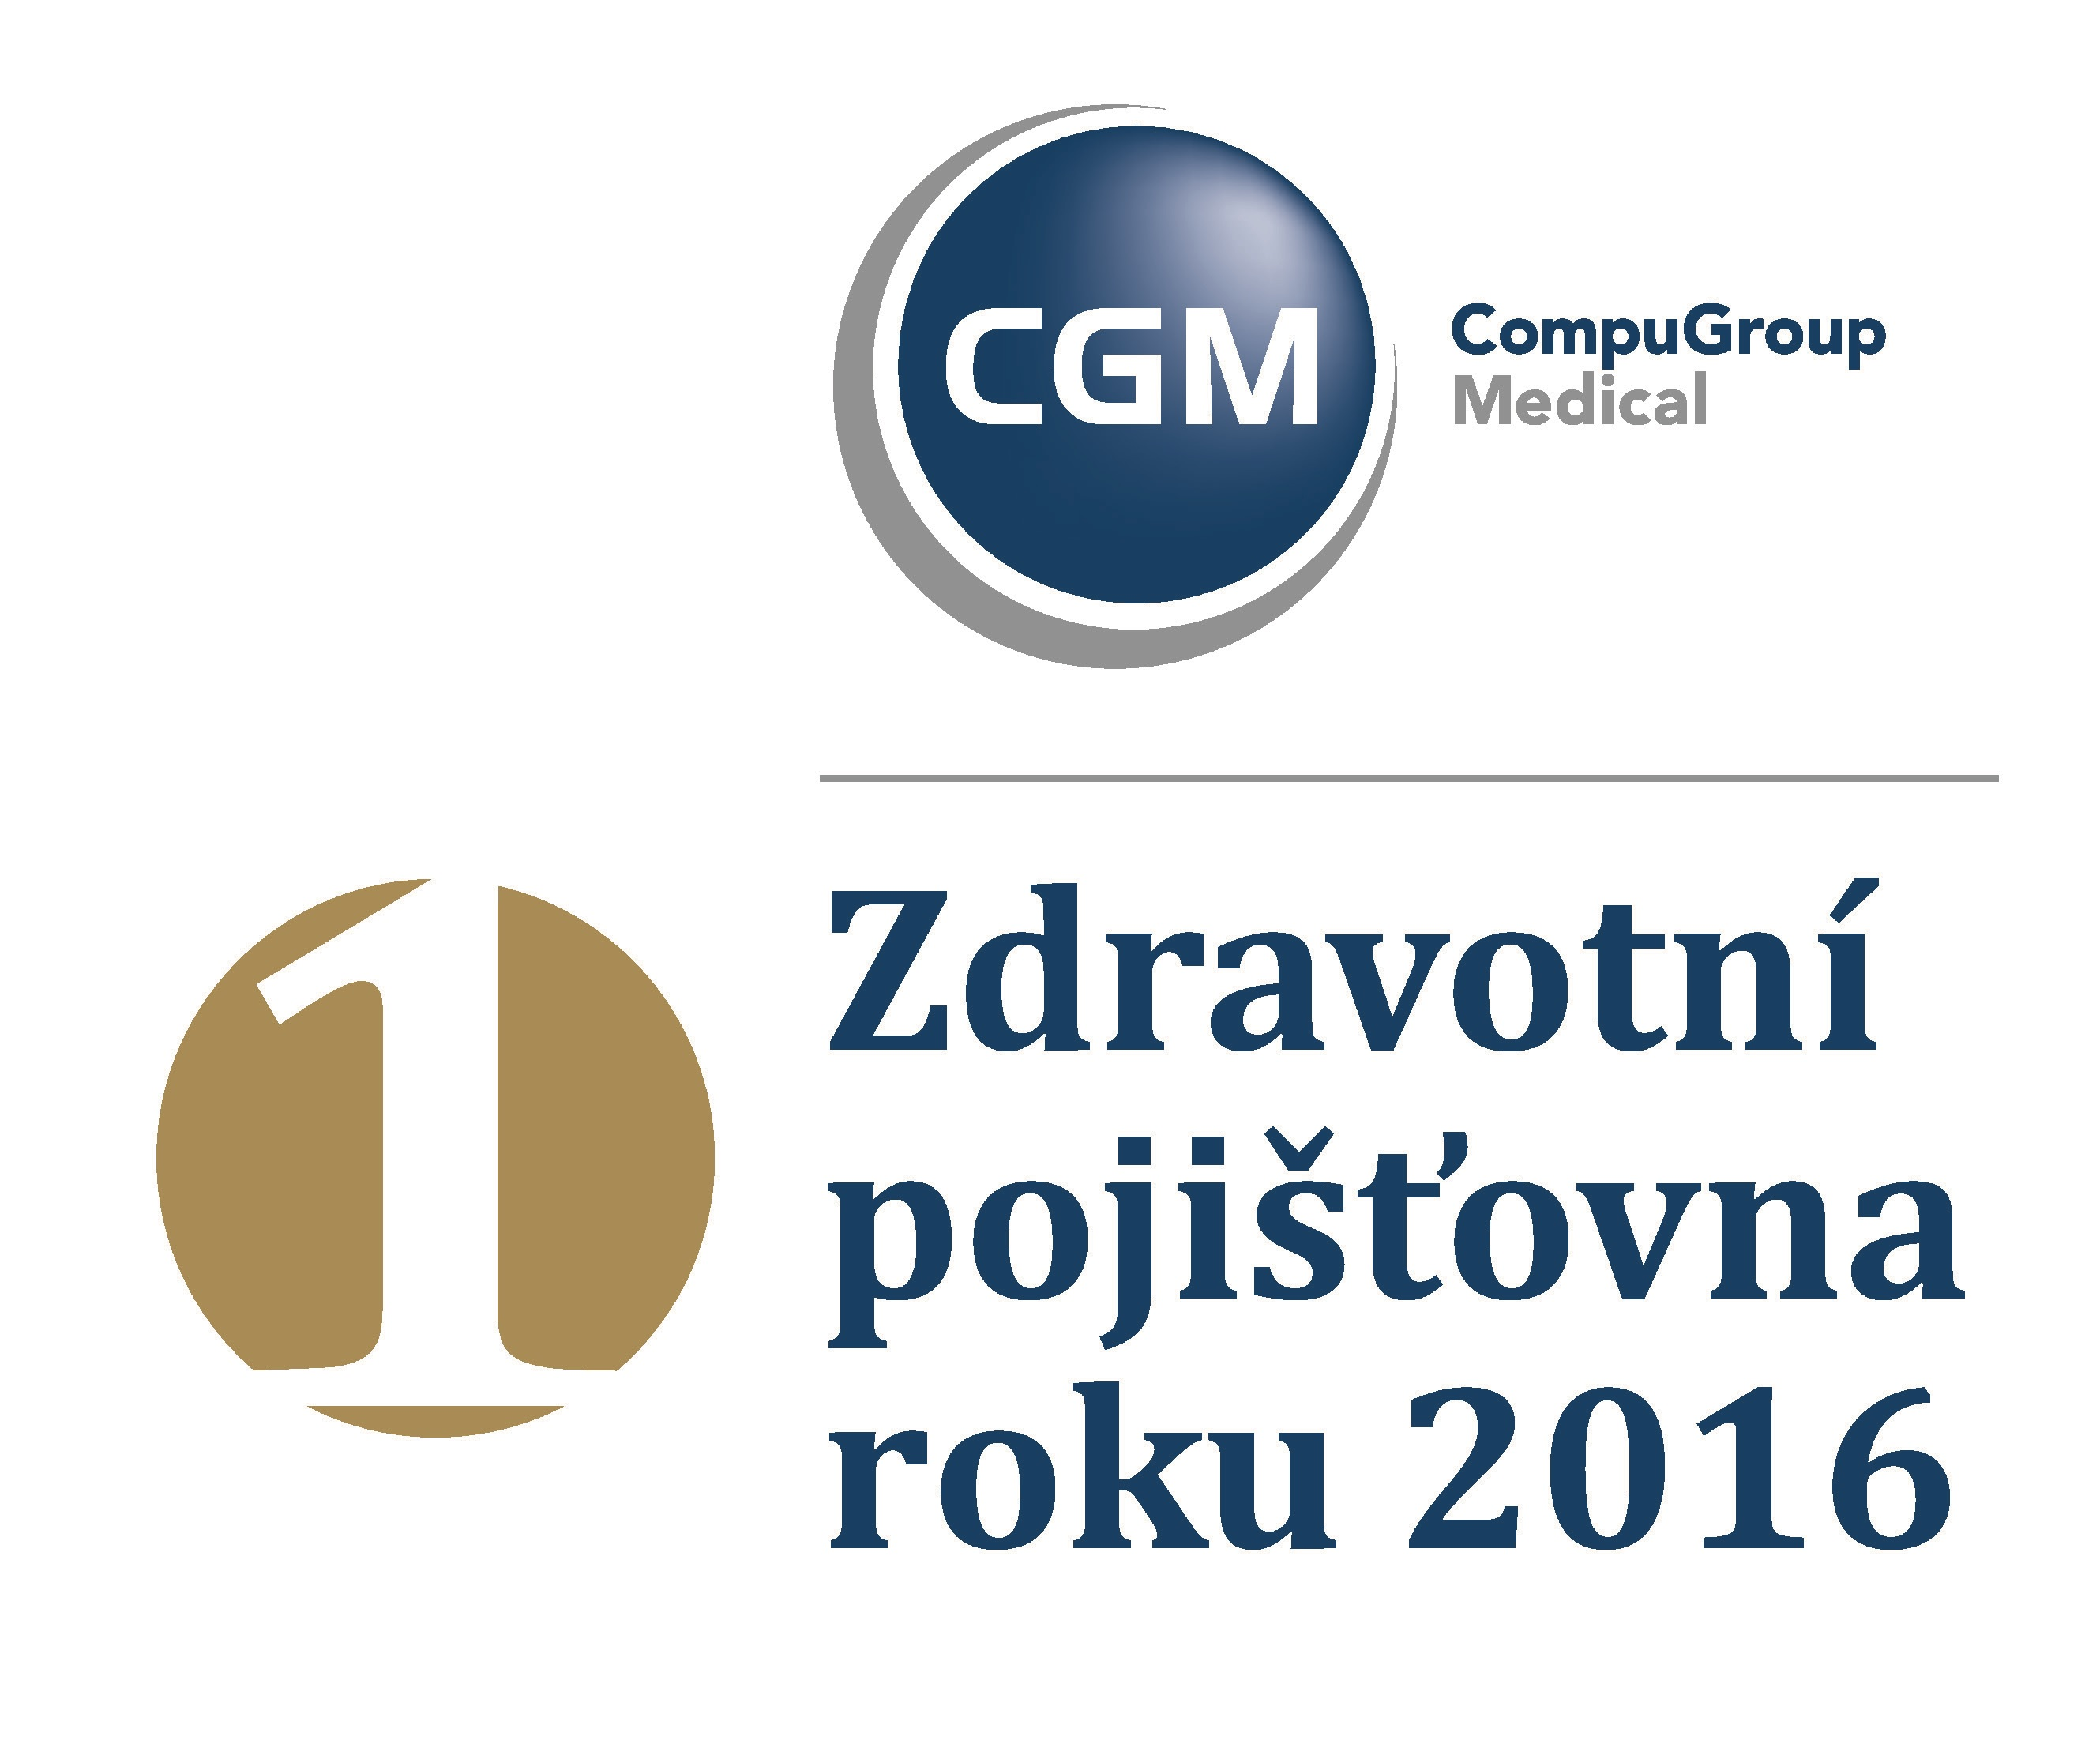 CGM
CompuGroup
Medical
1
Zdravotní
pojišťovna
roku 2016